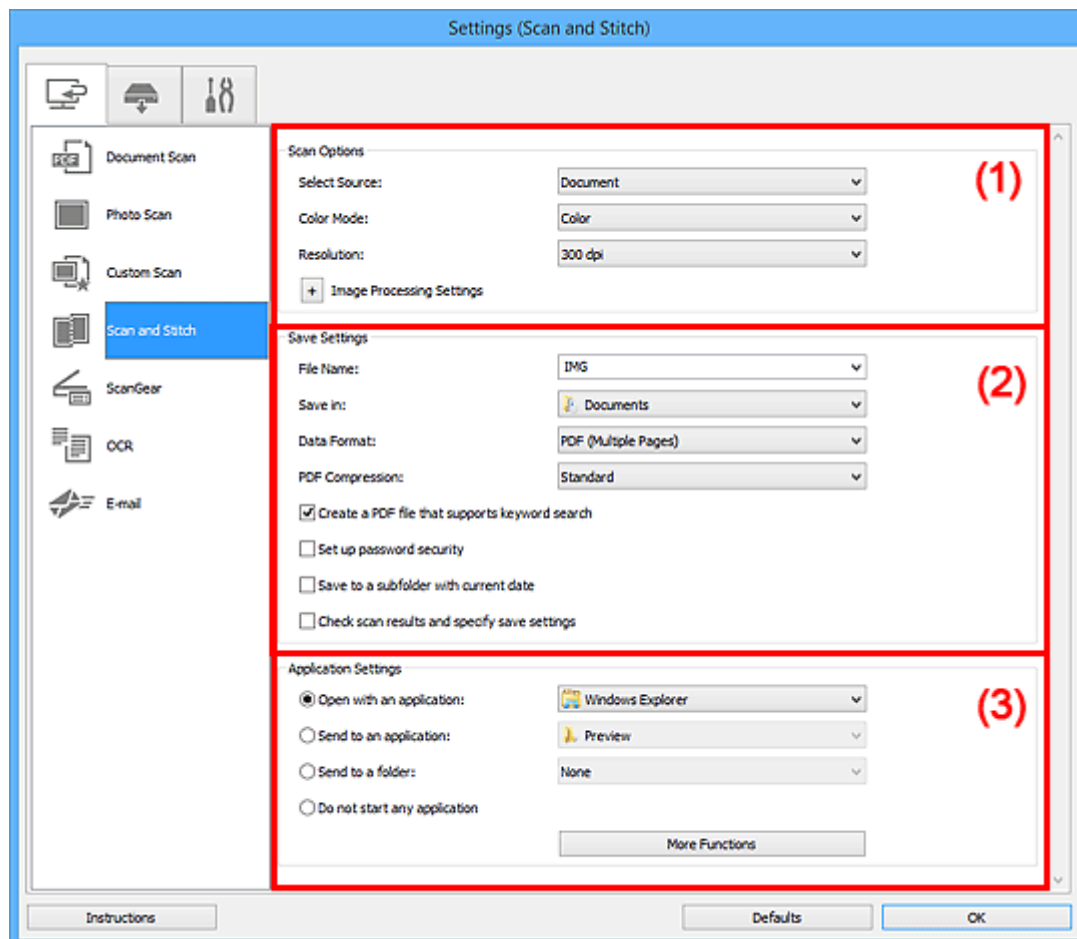 Settings (Scan and Stitch)
PDF
Document Scan
Photo Scan
Custom Scan
Scan and Stitch
ScanGear
OCR
E-mail
Scan Options
(1)
Select Source: Document
Color Mode: Color
Resolution: 300 dpi
+ Image Processing Settings
Save Settings
(2)
File Name: IMG
Save in: Documents
Data Format: PDF (Multiple Pages)
PDF Compression: Standard
Create a PDF file that supports keyword search
Set up password security
Save to a subfolder with current date
Check scan results and specify save settings
Application Settings
(3)
Open with an application: Windows Explorer
Send to an application: Preview
Send to a folder: None
Do not start any application
More Functions
Instructions Defaults OK